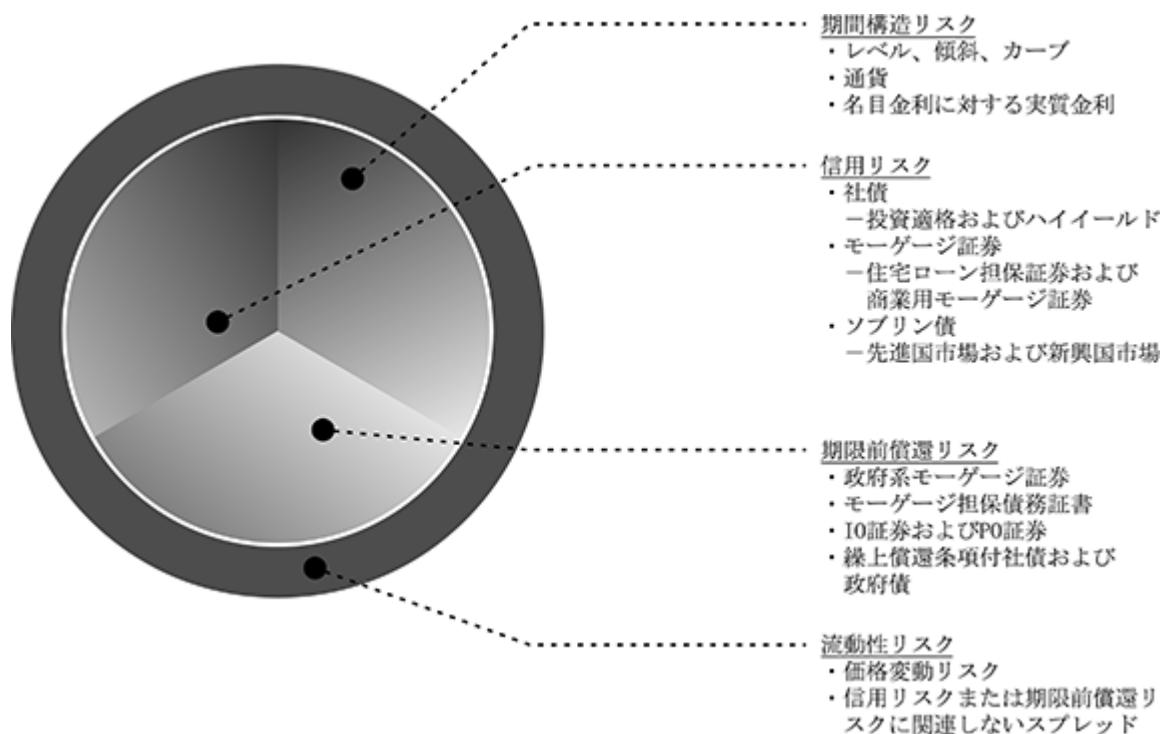 期間構造リスク
・レベル、傾斜、カーブ
・通貨
・名目金利に対する実質金利
信用リスク
・社債
－投資適格およびハイイールド
・モーゲージ証券
－住宅ローン担保証券および
商業用モーゲージ証券
・ソブリン債
－先進国市場および新興国市場
期限前償還リスク
・政府系モーゲージ証券
・モーゲージ担保債務証書
・IO証券およびPO証券
・繰上償還条項付社債および
政府債
流動性リスク
・価格変動リスク
・信用リスクまたは期限前償還リ
スクに関連しないスプレッド